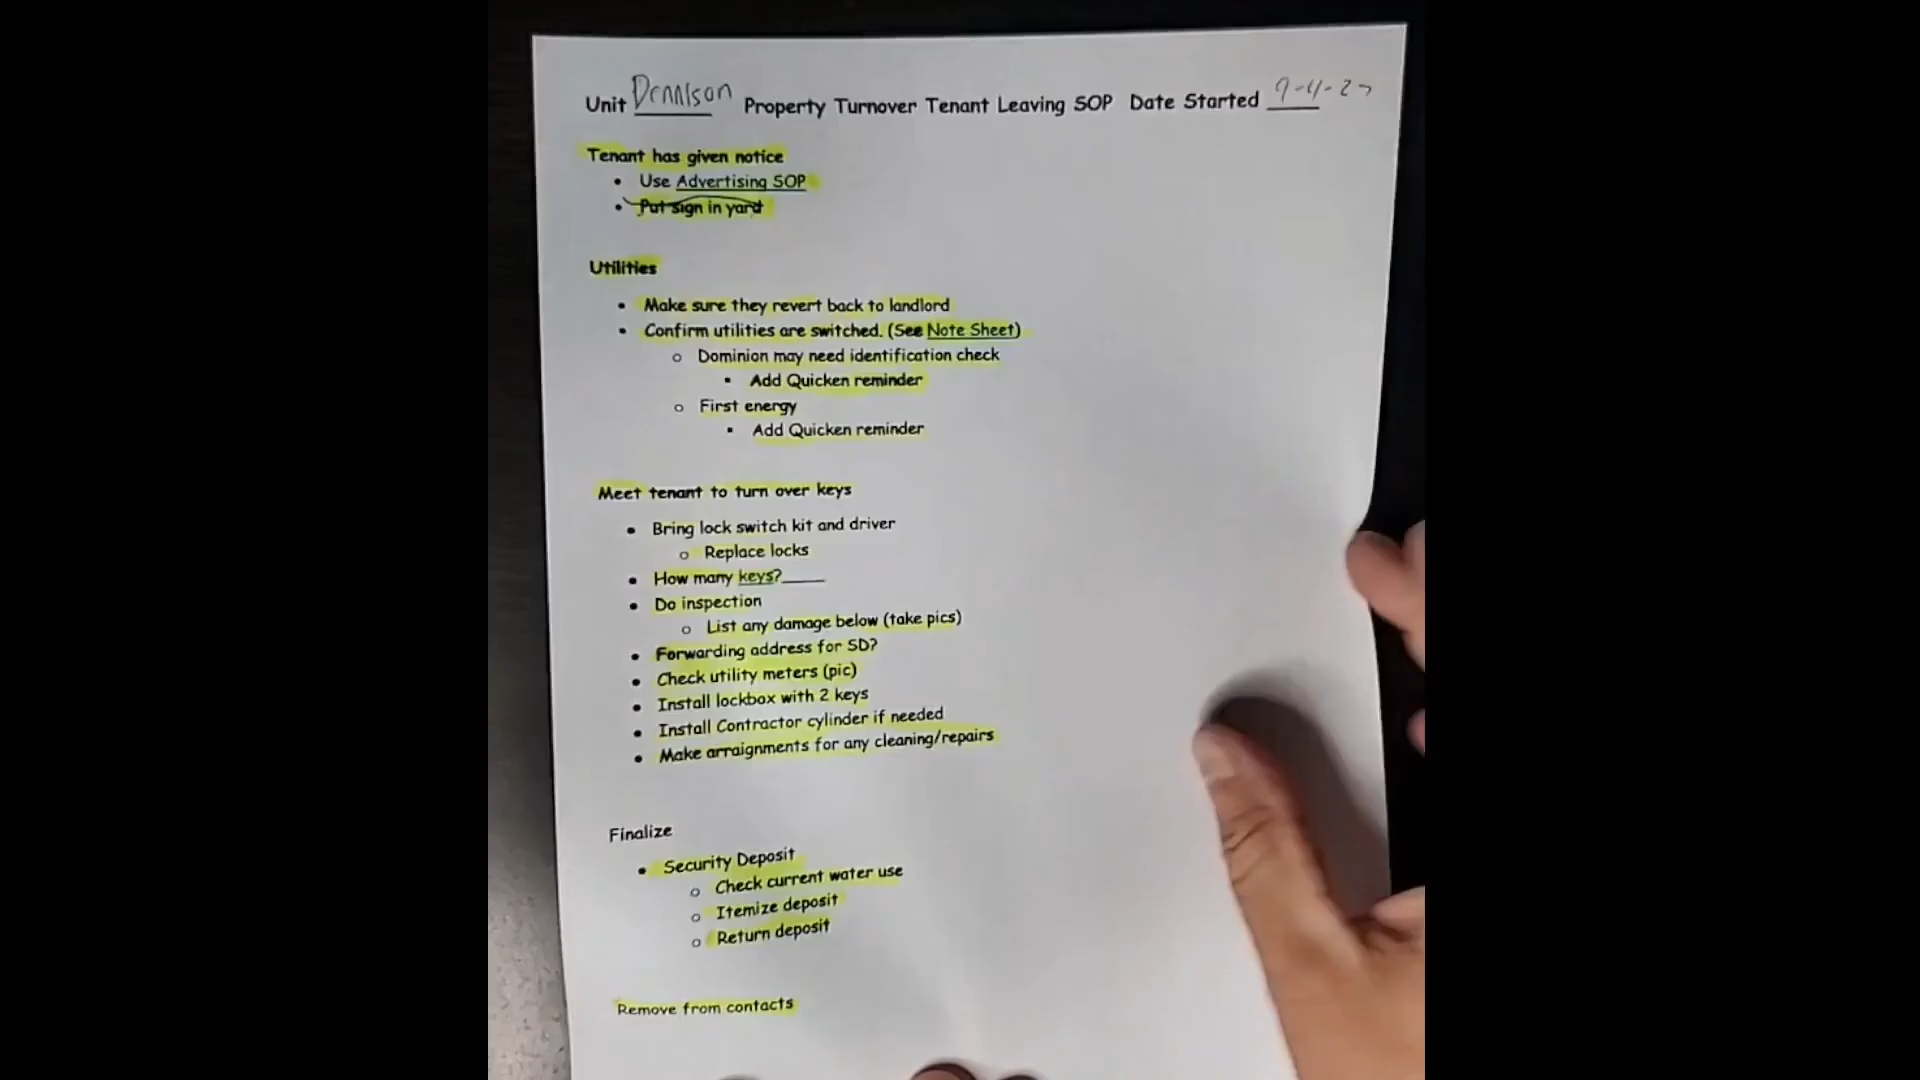 Unit Dennison Property Turnover Tenant Leaving SOP Date Started
Tenant has given notice
• Use Advertising SOP
• Put sign in yard
Utilities
• Make sure they revert back to landlord
• Confirm utilities are switched. (See Note Sheet)
o Dominion may need identification check
▪ Add Quicken reminder
o First energy
▪ Add Quicken reminder
Meet tenant to turn over keys
• Bring lock switch kit and driver
o Replace locks
• How many keys?____
• Do inspection
o List any damage below (take pics)
• Forwarding address for SD?
• Check utility meters (pic)
• Install lockbox with 2 keys
• Install Contractor cylinder if needed
• Make arraignments for any cleaning/repairs
Finalize
• Security Deposit
o Check current water use
o Itemize deposit
o Return deposit
Remove from contacts